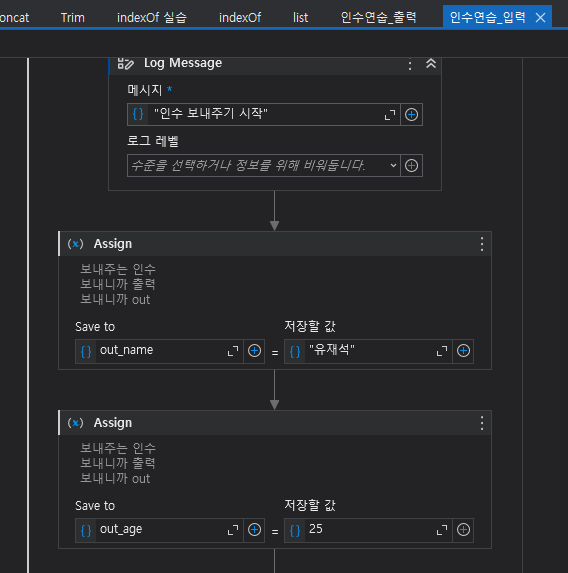 oncat Trim indexOf 실습 indexOf list 인수연습_출력 인수연습_입력
Log Message
메시지 *
"인수 보내주기 시작"
로그 레벨
수준을 선택하거나 정보를 위해 비워둡니다.
Assign
보내주는 인수
보내니까 출력
보내니까 out
Save to 저장할 값
out_name = "유재석"
Assign
보내주는 인수
보내니까 출력
보내니까 out
Save to 저장할 값
out_age = 25